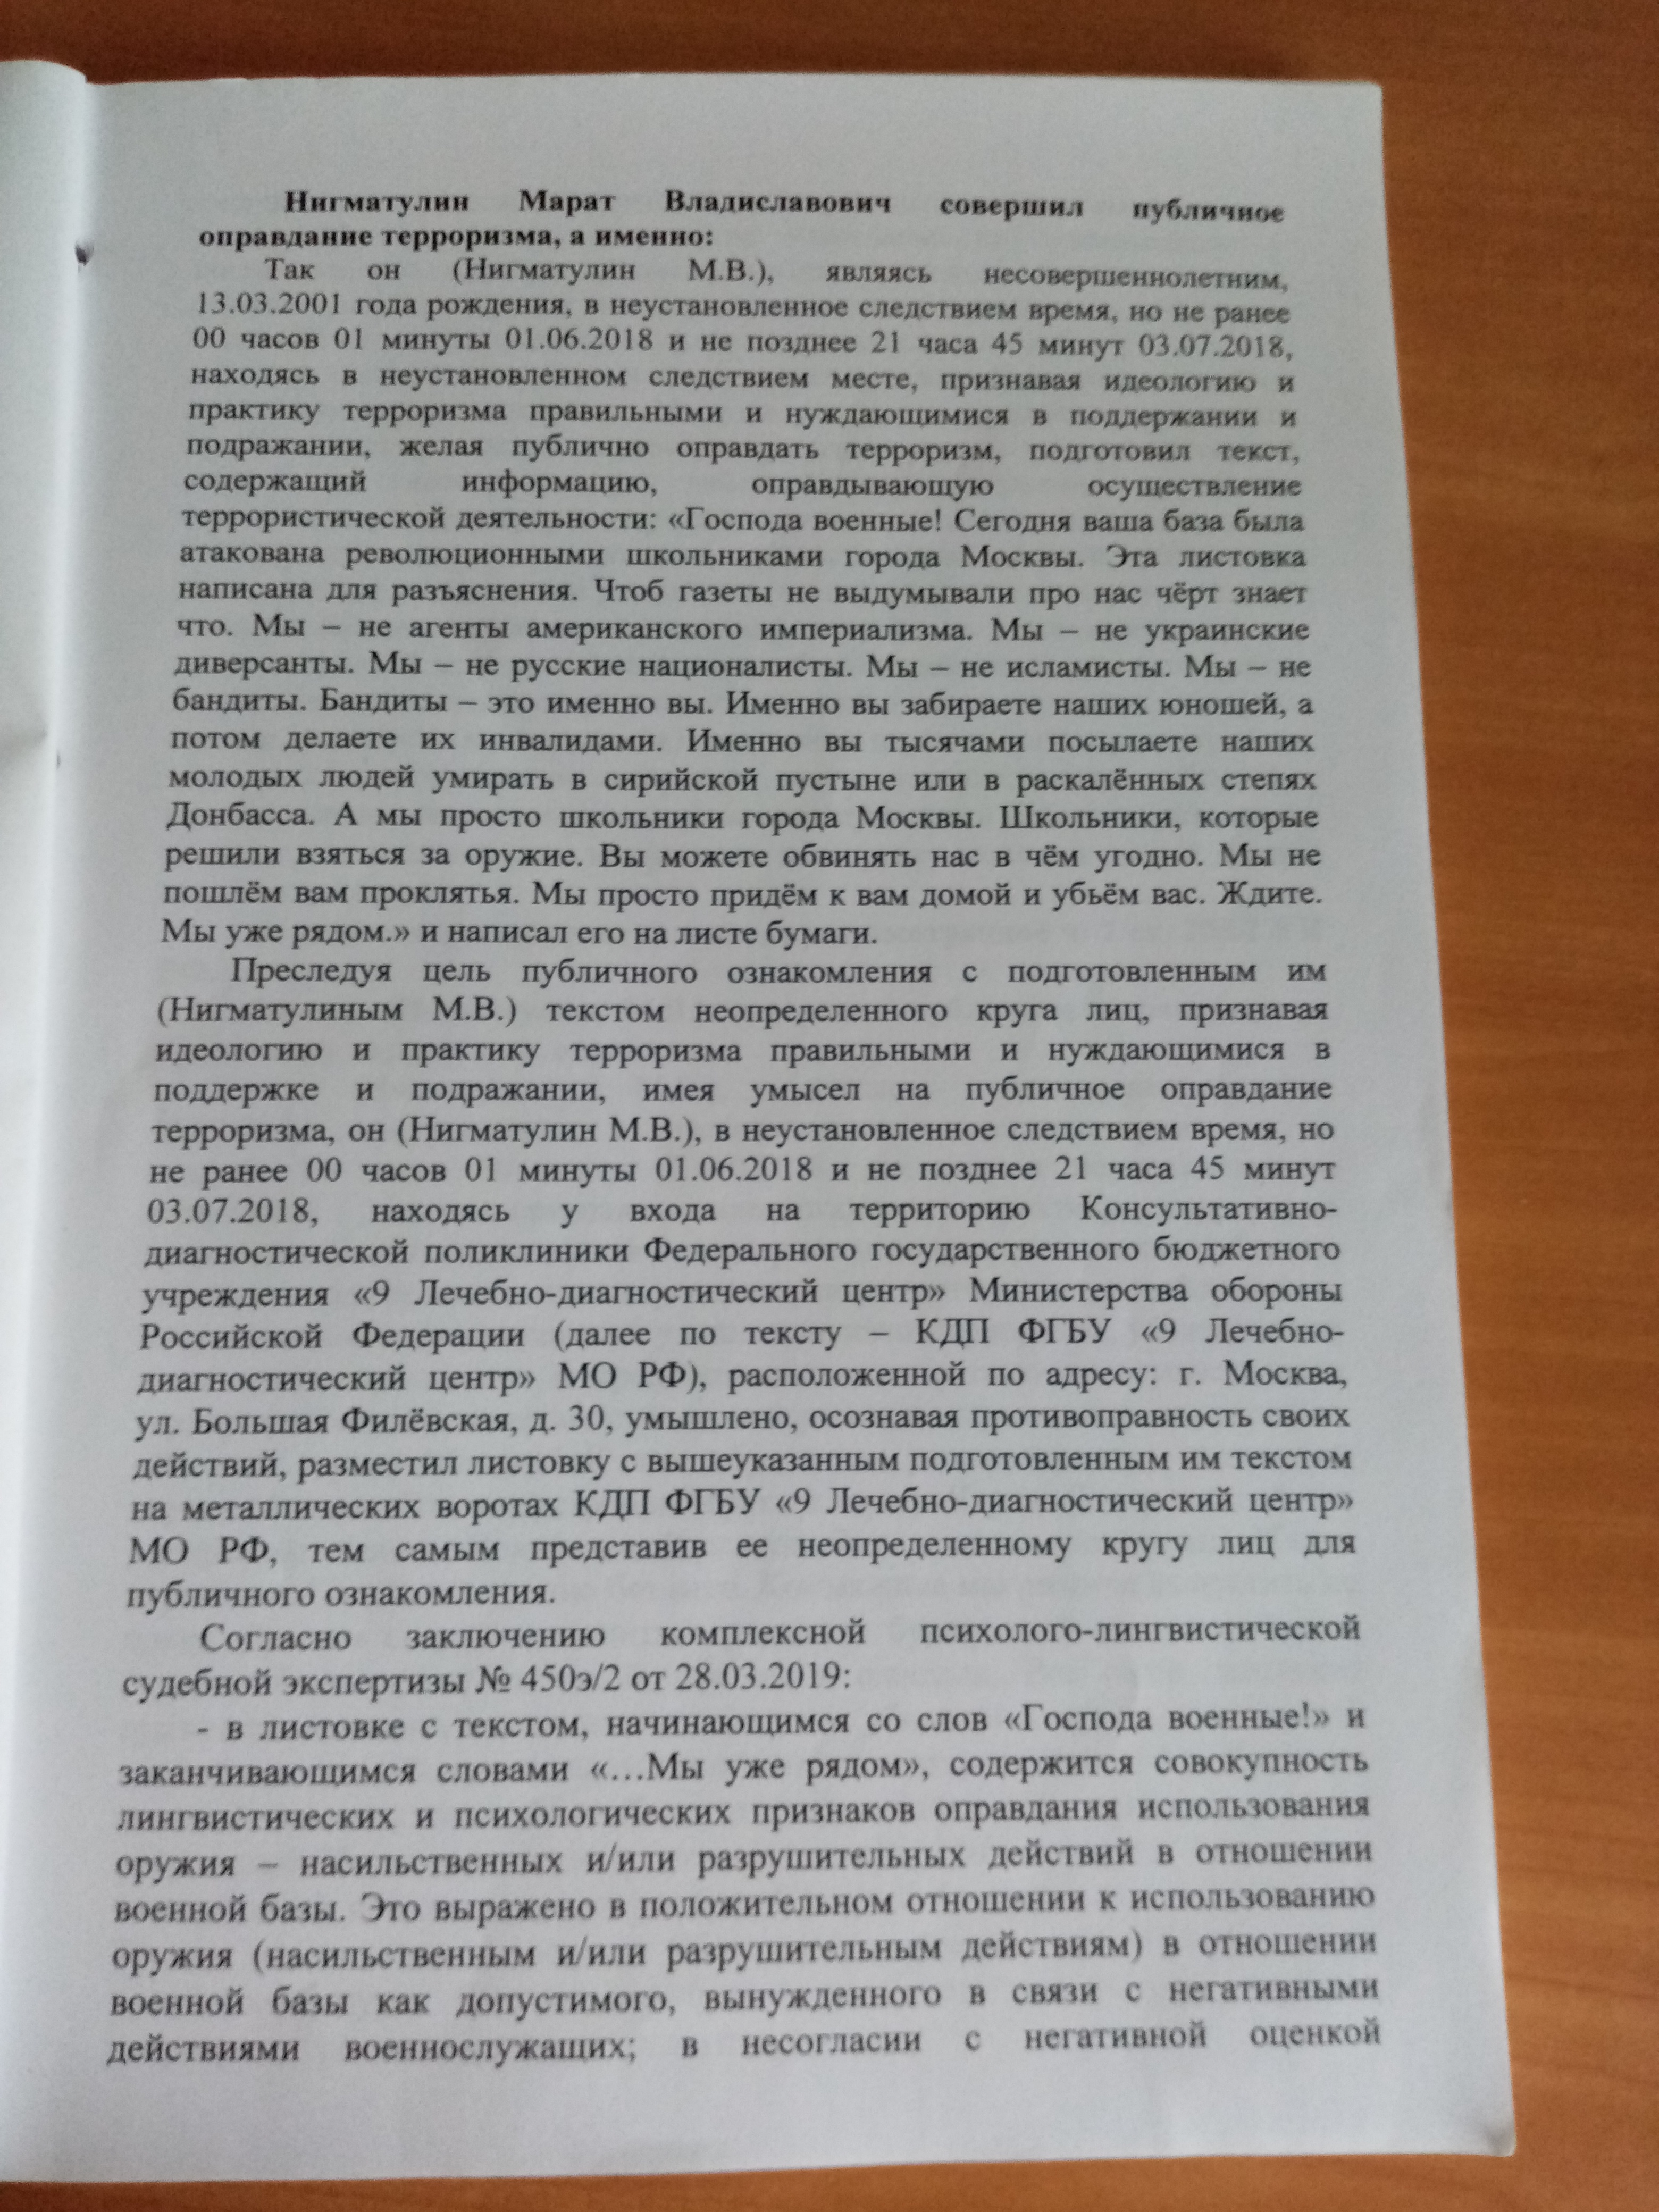 Нигматулин Марат Владиславович совершил публичное
оправдание терроризма, а именно:
Так он (Нигматулин М.В.), являясь несовершеннолетним,
13.03.2001 года рождения, в неустановленное следствием время, но не ранее
00 часов 01 минуты 01.06.2018 и не позднее 21 часа 45 минут 03.07.2018,
находясь в неустановленном следствием месте, признавая идеологию и
практику терроризма правильными и нуждающимися в поддержании и
подражании, желая публично оправдать терроризм, подготовил текст,
содержащий информацию, оправдывающую осуществление
террористической деятельности: «Господа военные! Сегодня ваша база была
атакована революционными школьниками города Москвы. Эта листовка
написана для разъяснения. Чтоб газеты не выдумывали про нас чёрт знает
что. Мы – не агенты американского империализма. Мы – не украинские
диверсанты. Мы – не русские националисты. Мы – не исламисты. Мы – не
бандиты. Бандиты – это именно вы. Именно вы забираете наших юношей, а
потом делаете их инвалидами. Именно вы тысячами посылаете наших
молодых людей умирать в сирийской пустыне или в раскалённых степях
Донбасса. А мы просто школьники города Москвы. Школьники, которые
решили взяться за оружие. Вы можете обвинять нас в чём угодно. Мы не
пошлём вам проклятья. Мы просто придём к вам домой и убьём вас. Ждите.
Мы уже рядом.» и написал его на листе бумаги.
Преследуя цель публичного ознакомления с подготовленным им
(Нигматулиным М.В.) текстом неопределенного круга лиц, признавая
идеологию и практику терроризма правильными и нуждающимися в
поддержке и подражании, имея умысел на публичное оправдание
терроризма, он (Нигматулин М.В.), в неустановленное следствием время, но
не ранее 00 часов 01 минуты 01.06.2018 и не позднее 21 часа 45 минут
03.07.2018, находясь у входа на территорию Консультативно-
диагностической поликлиники Федерального государственного бюджетного
учреждения «9 Лечебно-диагностический центр» Министерства обороны
Российской Федерации (далее по тексту – КДП ФГБУ «9 Лечебно-
диагностический центр» МО РФ), расположенной по адресу: г. Москва,
ул. Большая Филёвская, д. 30, умышлено, осознавая противоправность своих
действий, разместил листовку с вышеуказанным подготовленным им текстом
на металлических воротах КДП ФГБУ «9 Лечебно-диагностический центр»
МО РФ, тем самым представив ее неопределенному кругу лиц для
публичного ознакомления.
Согласно заключению комплексной психолого-лингвистической
судебной экспертизы № 450э/2 от 28.03.2019:
- в листовке с текстом, начинающимся со слов «Господа военные!» и
заканчивающимся словами «…Мы уже рядом», содержится совокупность
лингвистических и психологических признаков оправдания использования
оружия – насильственных и/или разрушительных действий в отношении
военной базы. Это выражено в положительном отношении к использованию
оружия (насильственным и/или разрушительным действиям) в отношении
военной базы как допустимого, вынужденного в связи с негативными
действиями военнослужащих; в несогласии с негативной оценкой